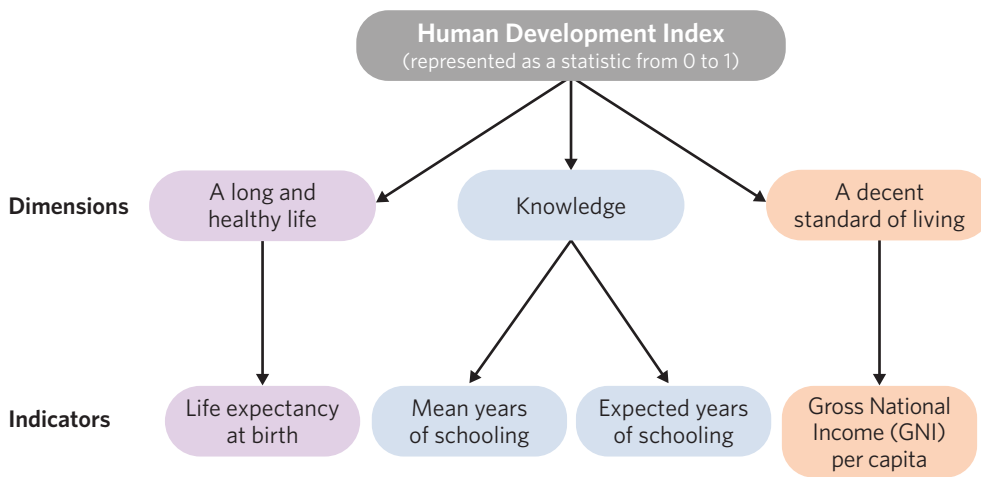 Human Development Index
(represented as a statistic from 0 to 1)
Dimensions
A long and
healthy life
Knowledge
A decent
standard of living
Indicators
Life expectancy
at birth
Mean years
of schooling
Expected years
of schooling
Gross National
Income (GNI)
per capita